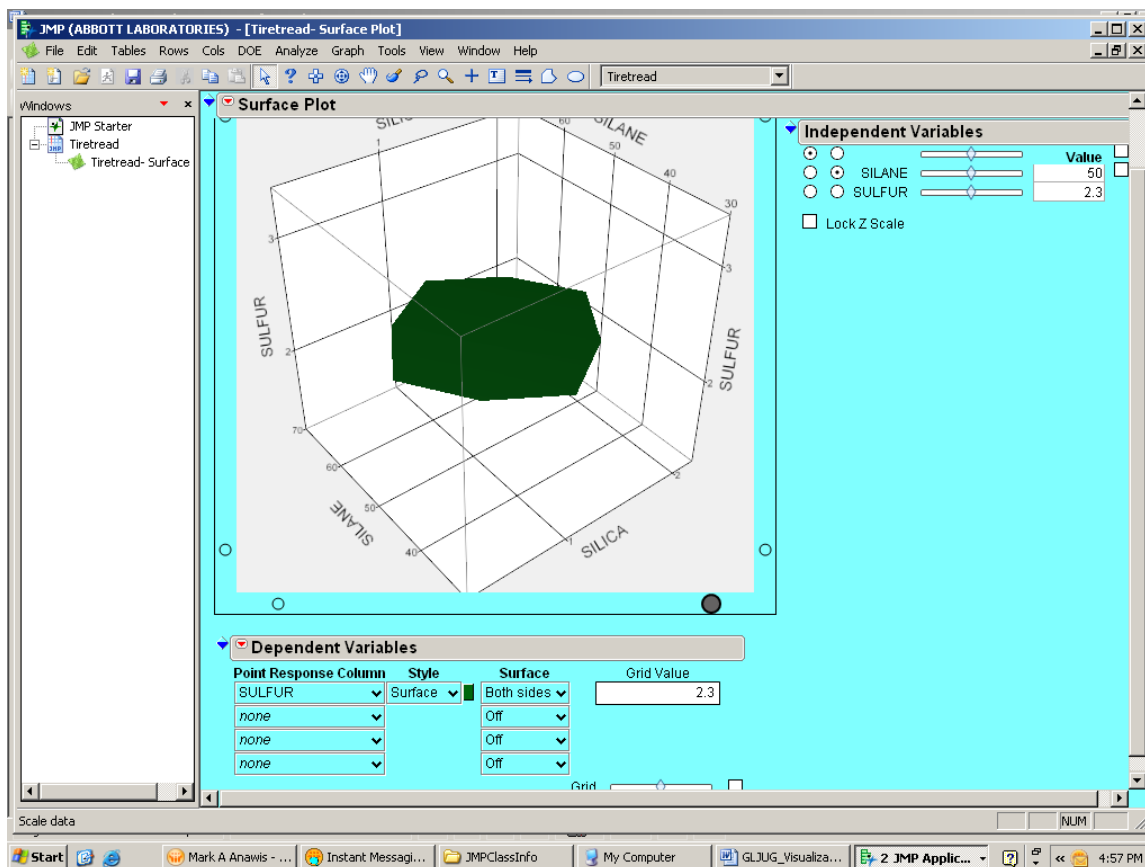 JMP (ABBOTT LABORATORIES) - [Tiretread- Surface Plot]
File Edit Tables Rows Cols DOE Analyze Graph Tools View Window Help
Tiretread
Windows
JMP Starter
Tiretread
Tiretread- Surface
Surface Plot
SILANE
1
60
50
40
30
3
3
SULFUR
2
SULFUR
2
70
60
50
40
SILANE
1
2
SILICA
Independent Variables
Value
SILANE 50
SULFUR 2.3
Lock Z Scale
Dependent Variables
Point Response Column Style Surface Grid Value
SULFUR Surface Both sides 2.3
none Off
none Off
none Off
Grid
Scale data
NUM
Start Mark A Anawis - ... Instant Messagi... JMPClassInfo My Computer GLJUG_Visualiza... 2 JMP Applic... « 4:57 PM